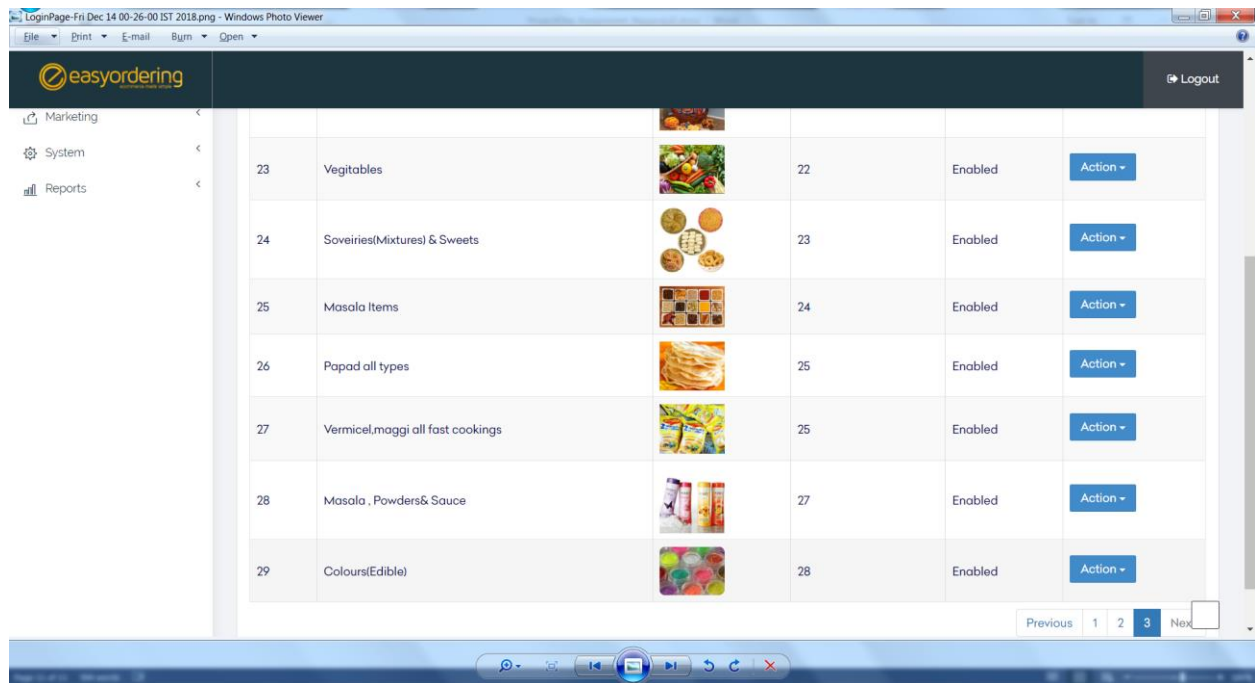 LoginPage-Fri Dec 14 00-26-00 IST 2018.png - Windows Photo Viewer
File Print E-mail Burn Open
easyordering
Logout
Marketing
System
Reports
23 Vegitables 22 Enabled Action
24 Soveiries(Mixtures) & Sweets 23 Enabled Action
25 Masala Items 24 Enabled Action
26 Papad all types 25 Enabled Action
27 Vermicel,maggi all fast cookings 25 Enabled Action
28 Masala , Powders& Sauce 27 Enabled Action
29 Colours(Edible) 28 Enabled Action
Previous 1 2 3 Nex